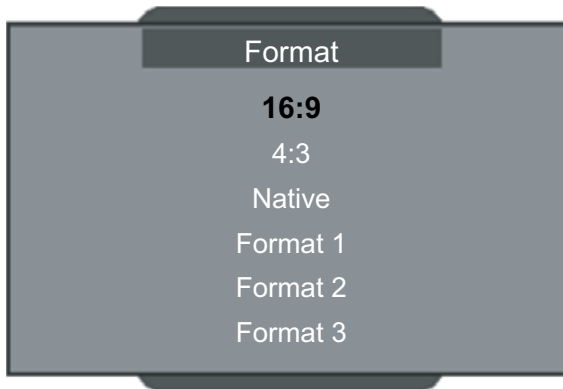 Format
16:9
4:3
Native
Format 1
Format 2
Format 3